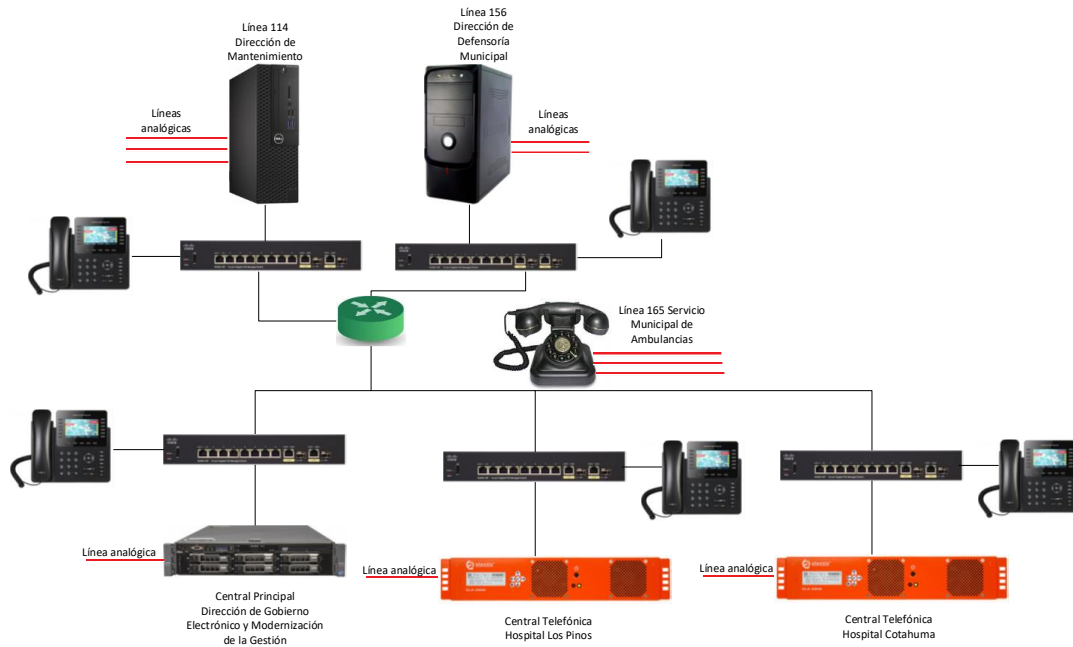 Línea 114
Dirección de
Mantenimiento
Línea 156
Dirección de
Defensoría
Municipal
Líneas
analógicas
Líneas
analógicas
Línea 165 Servicio
Municipal de
Ambulancias
Línea analógica
Línea analógica
Línea analógica
elastix
elastix
Central Principal
Dirección de Gobierno
Electrónico y Modernización
de la Gestión
Central Telefónica
Hospital Los Pinos
Central Telefónica
Hospital Cotahuma